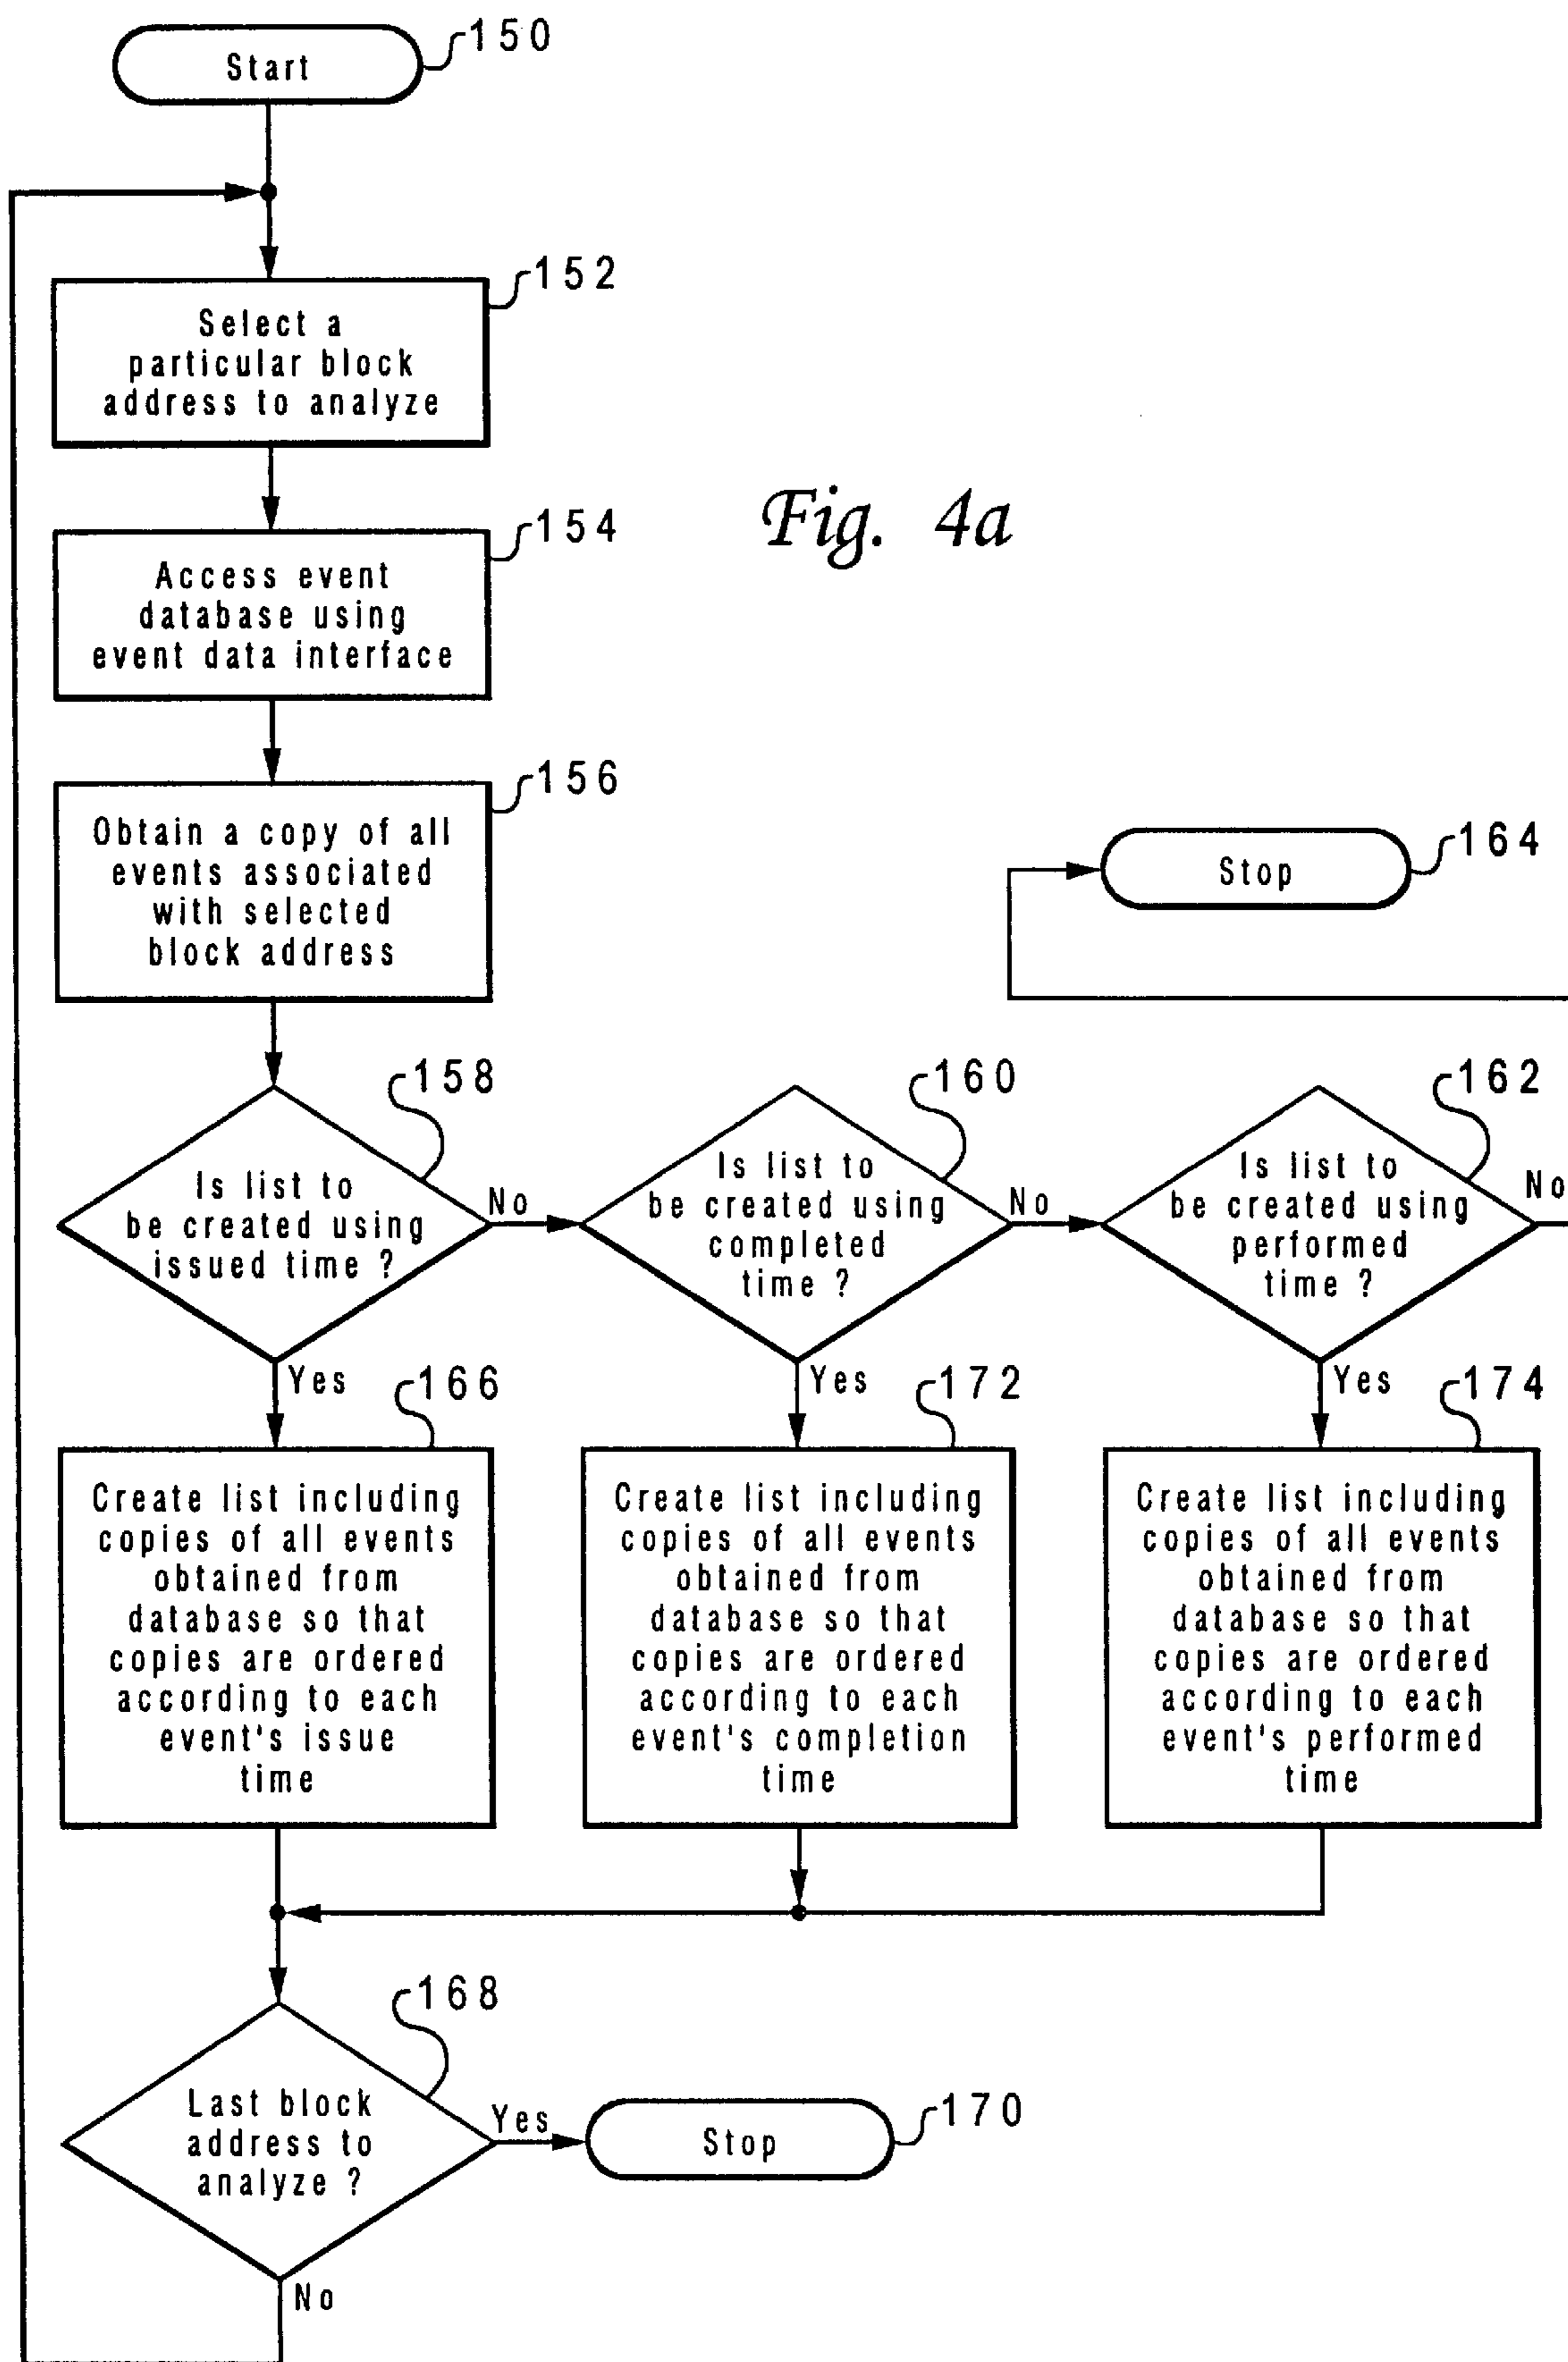 150
Start
152
Select a
particular block
address to analyze
154
Access event
database using
event data interface
Fig. 4a
156
Obtain a copy of all
events associated
with selected
block address
164
Stop
158
Is list to
be created using
issued time ?
No
160
Is list to
be created using
completed
time ?
No
162
Is list to
be created using
performed
time ?
No
Yes
166
Create list including
copies of all events
obtained from
database so that
copies are ordered
according to each
event's issue
time
Yes
172
Create list including
copies of all events
obtained from
database so that
copies are ordered
according to each
event's completion
time
Yes
174
Create list including
copies of all events
obtained from
database so that
copies are ordered
according to each
event's performed
time
168
Last block
address to
analyze ?
Yes
170
Stop
No